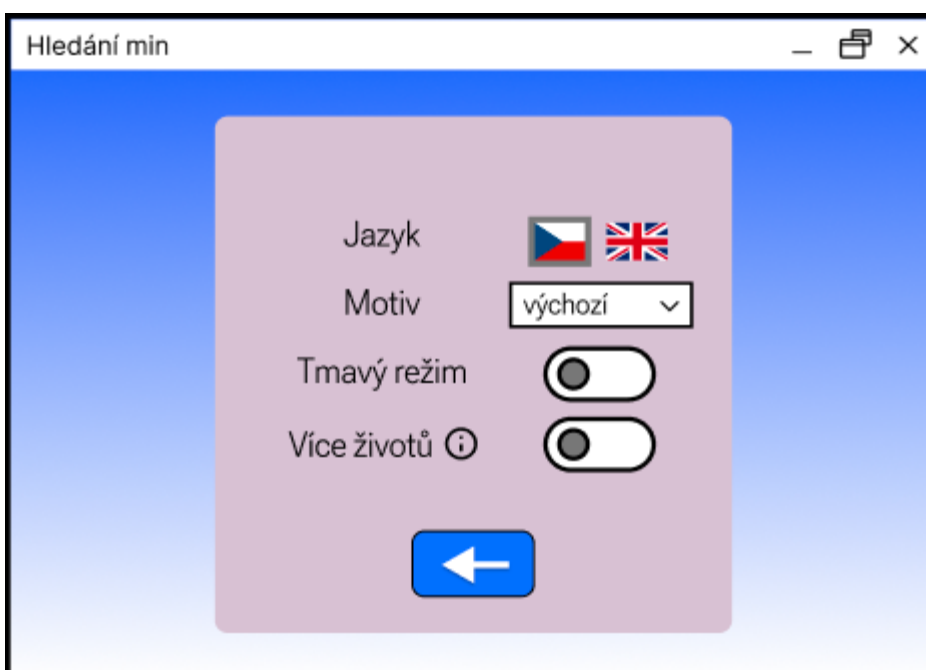 Hledání min
Jazyk
Motiv výchozí
Tmavý režim
Více životů